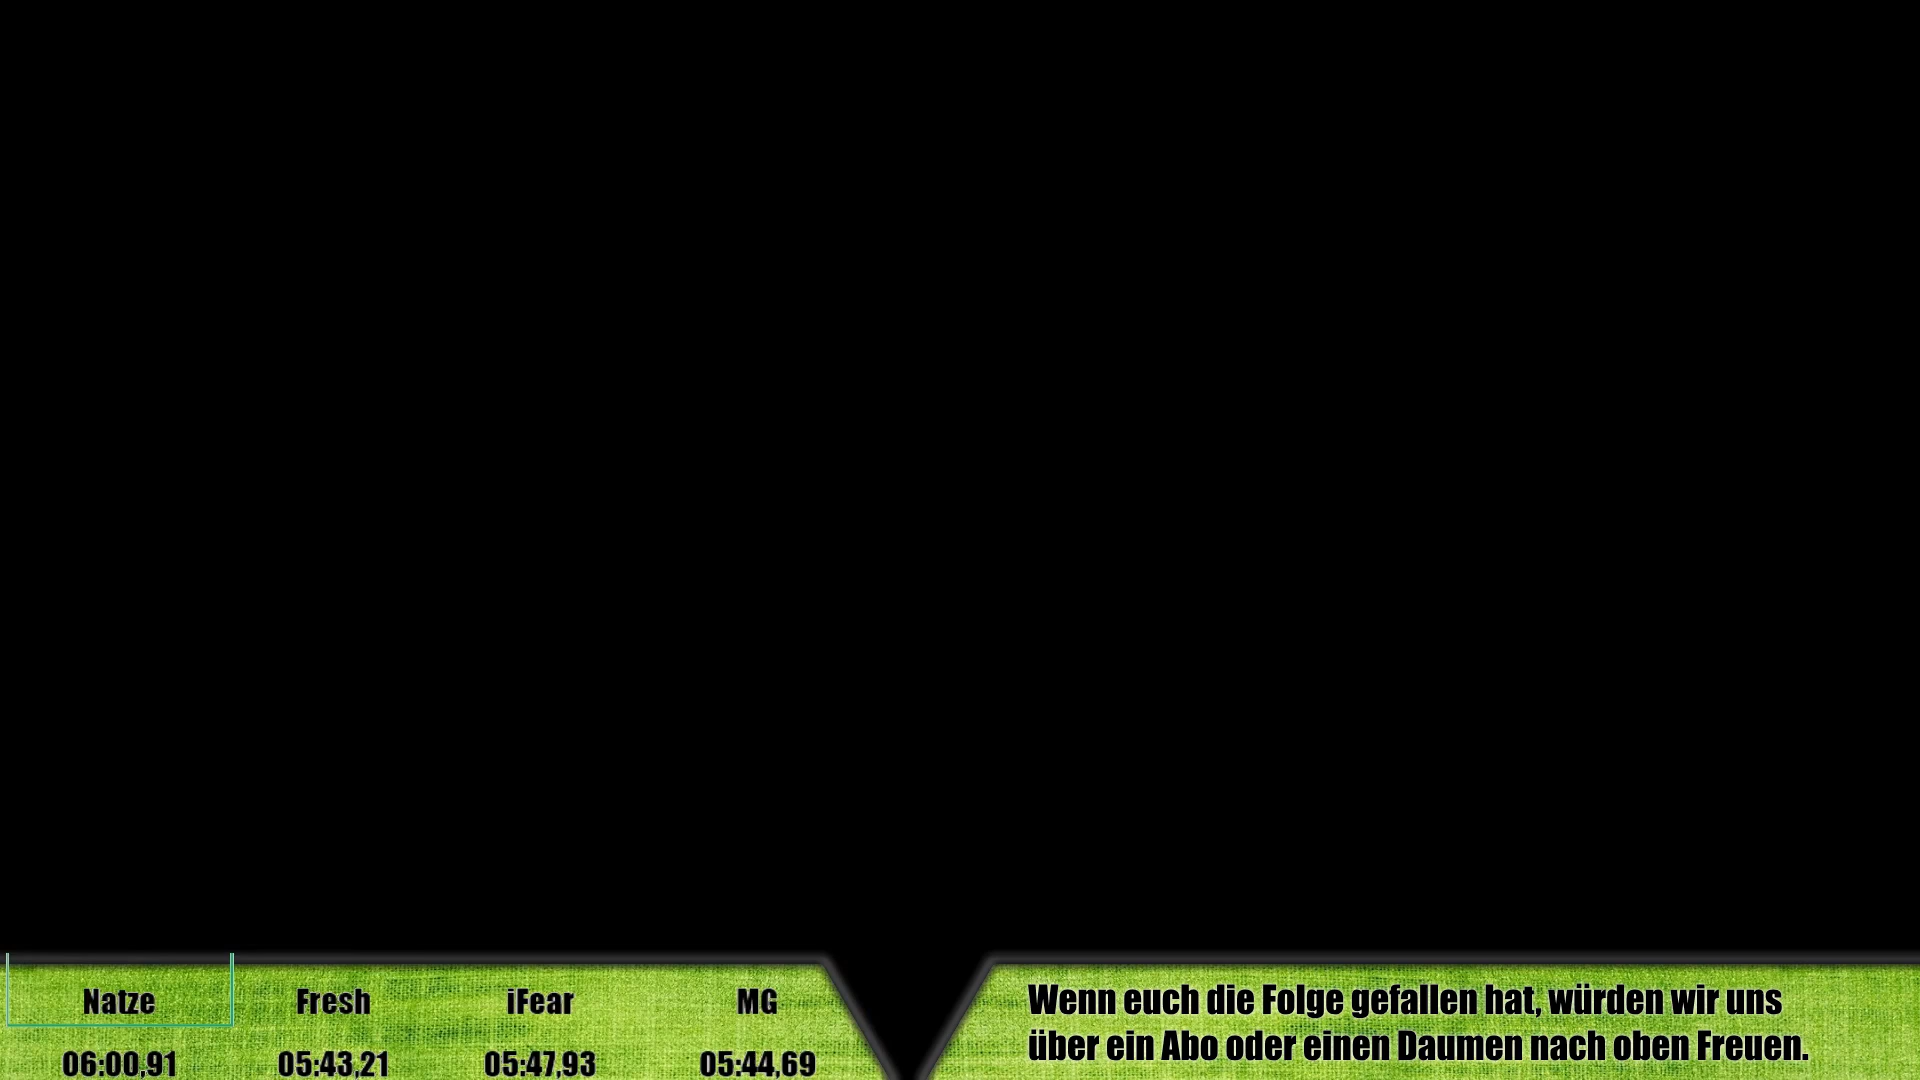 Natze Fresh iFear MG
06:00,91 05:43,21 05:47,93 05:44,69
Wenn euch die Folge gefallen hat, würden wir uns
über ein Abo oder einen Daumen nach oben Freuen.